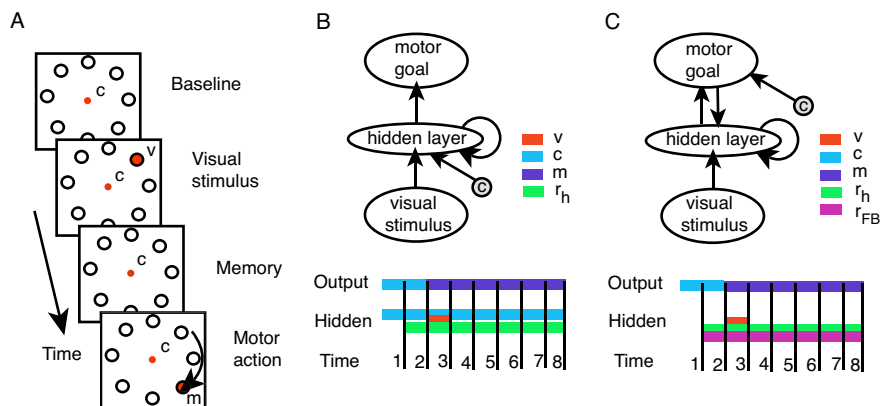 A
c
Baseline
v
c
Visual
stimulus
c
Memory
Time
c
m
Motor
action
B
motor
goal
hidden layer
c
visual
stimulus
v
c
m
r_h
Output
Hidden
Time 1 2 3 4 5 6 7 8
C
motor
goal
c
hidden layer
visual
stimulus
v
c
m
r_h
r_FB
Output
Hidden
Time 1 2 3 4 5 6 7 8